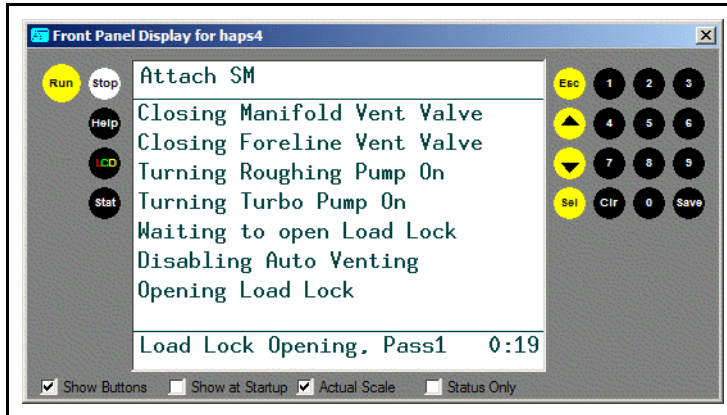 Front Panel Display for haps4
Run Stop
Help
LCD
Stat
Attach SM
Closing Manifold Vent Valve
Closing Foreline Vent Valve
Turning Roughing Pump On
Turning Turbo Pump On
Waiting to open Load Lock
Disabling Auto Venting
Opening Load Lock
Load Lock Opening, Pass1 0:19
Esc 1 2 3
4 5 6
7 8 9
Sel Clr 0 Save
Show Buttons Show at Startup Actual Scale Status Only